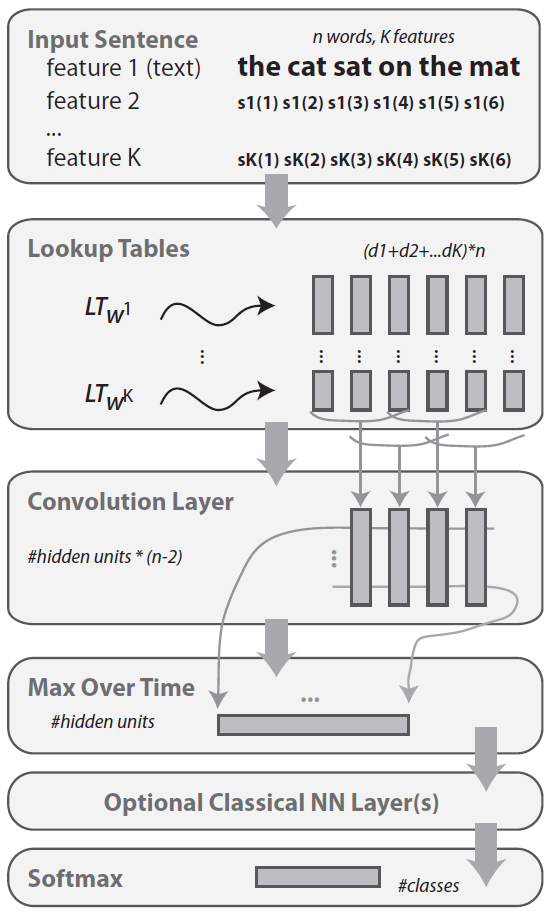 Input Sentence
n words, K features
feature 1 (text) the cat sat on the mat
feature 2 s1(1) s1(2) s1(3) s1(4) s1(5) s1(6)
...
feature K sK(1) sK(2) sK(3) sK(4) sK(5) sK(6)
Lookup Tables
(d1+d2+...dK)*n
LTW1
...
LTWK
Convolution Layer
#hidden units * (n-2)
Max Over Time
...
#hidden units
Optional Classical NN Layer(s)
Softmax
#classes